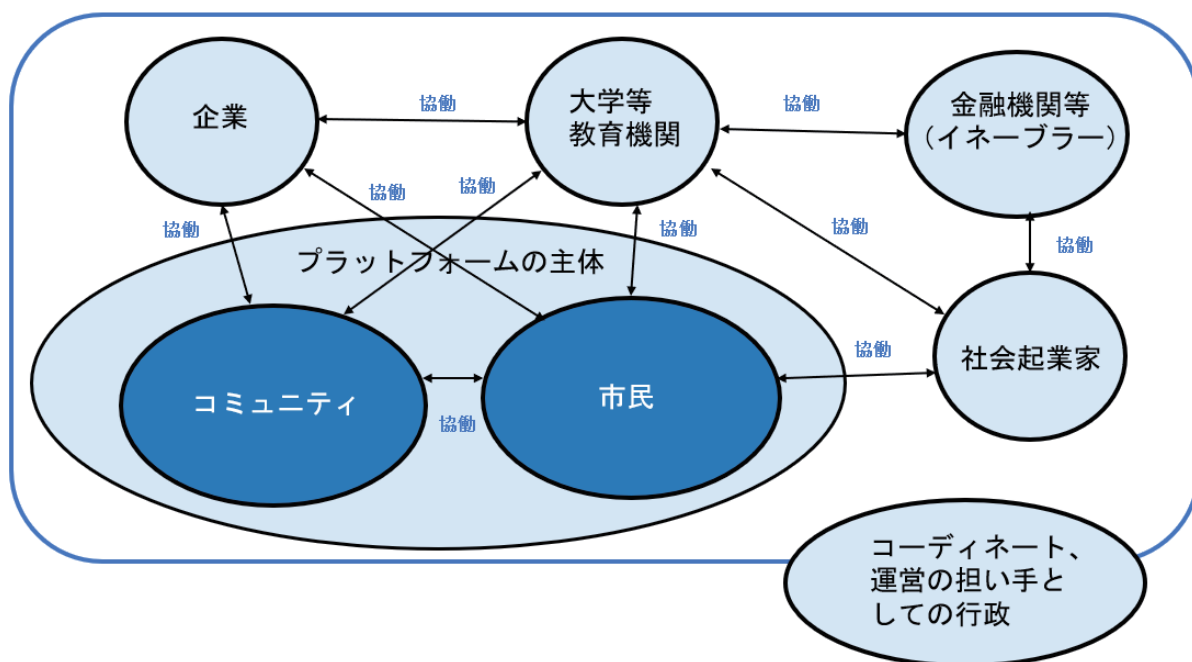 企業
協働
大学等
教育機関
協働
金融機関等
（イネーブラー）
協働
協働
協働
協働
協働
協働
プラットフォームの主体
コミュニティ
協働
市民
協働
社会起業家
コーディネート、
運営の担い手と
しての行政